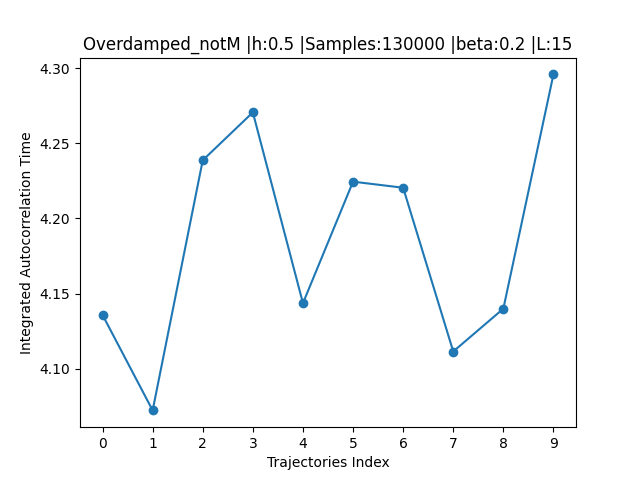 Overdamped_notM |h:0.5 |Samples:130000 |beta:0.2 |L:15
4.30
4.25
4.20
4.15
4.10
Integrated Autocorrelation Time
0 1 2 3 4 5 6 7 8 9
Trajectories Index